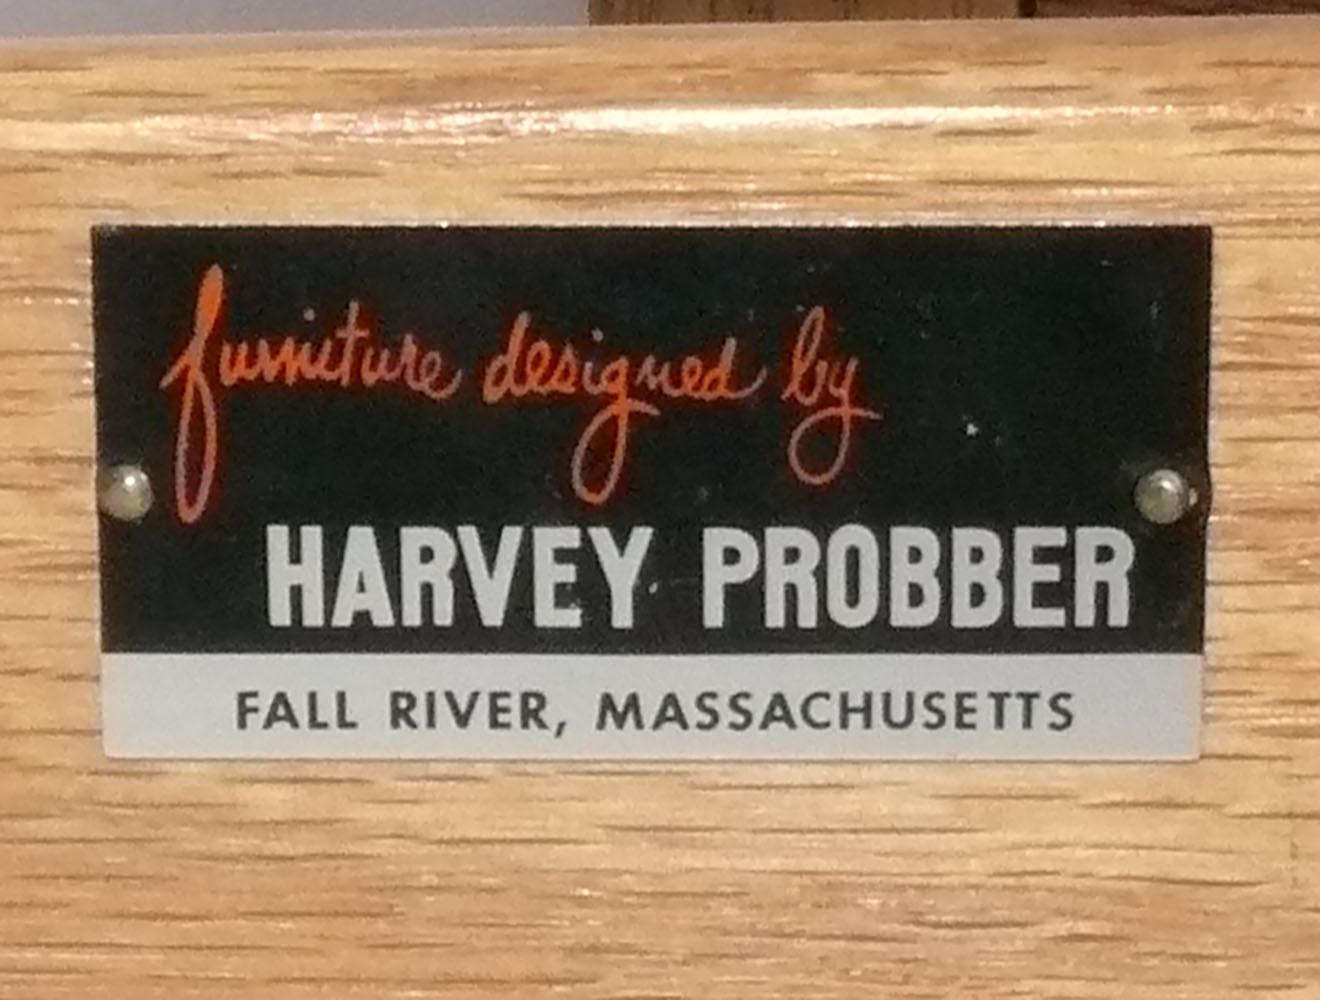 furniture designed by
HARVEY PROBBER
FALL RIVER, MASSACHUSETTS